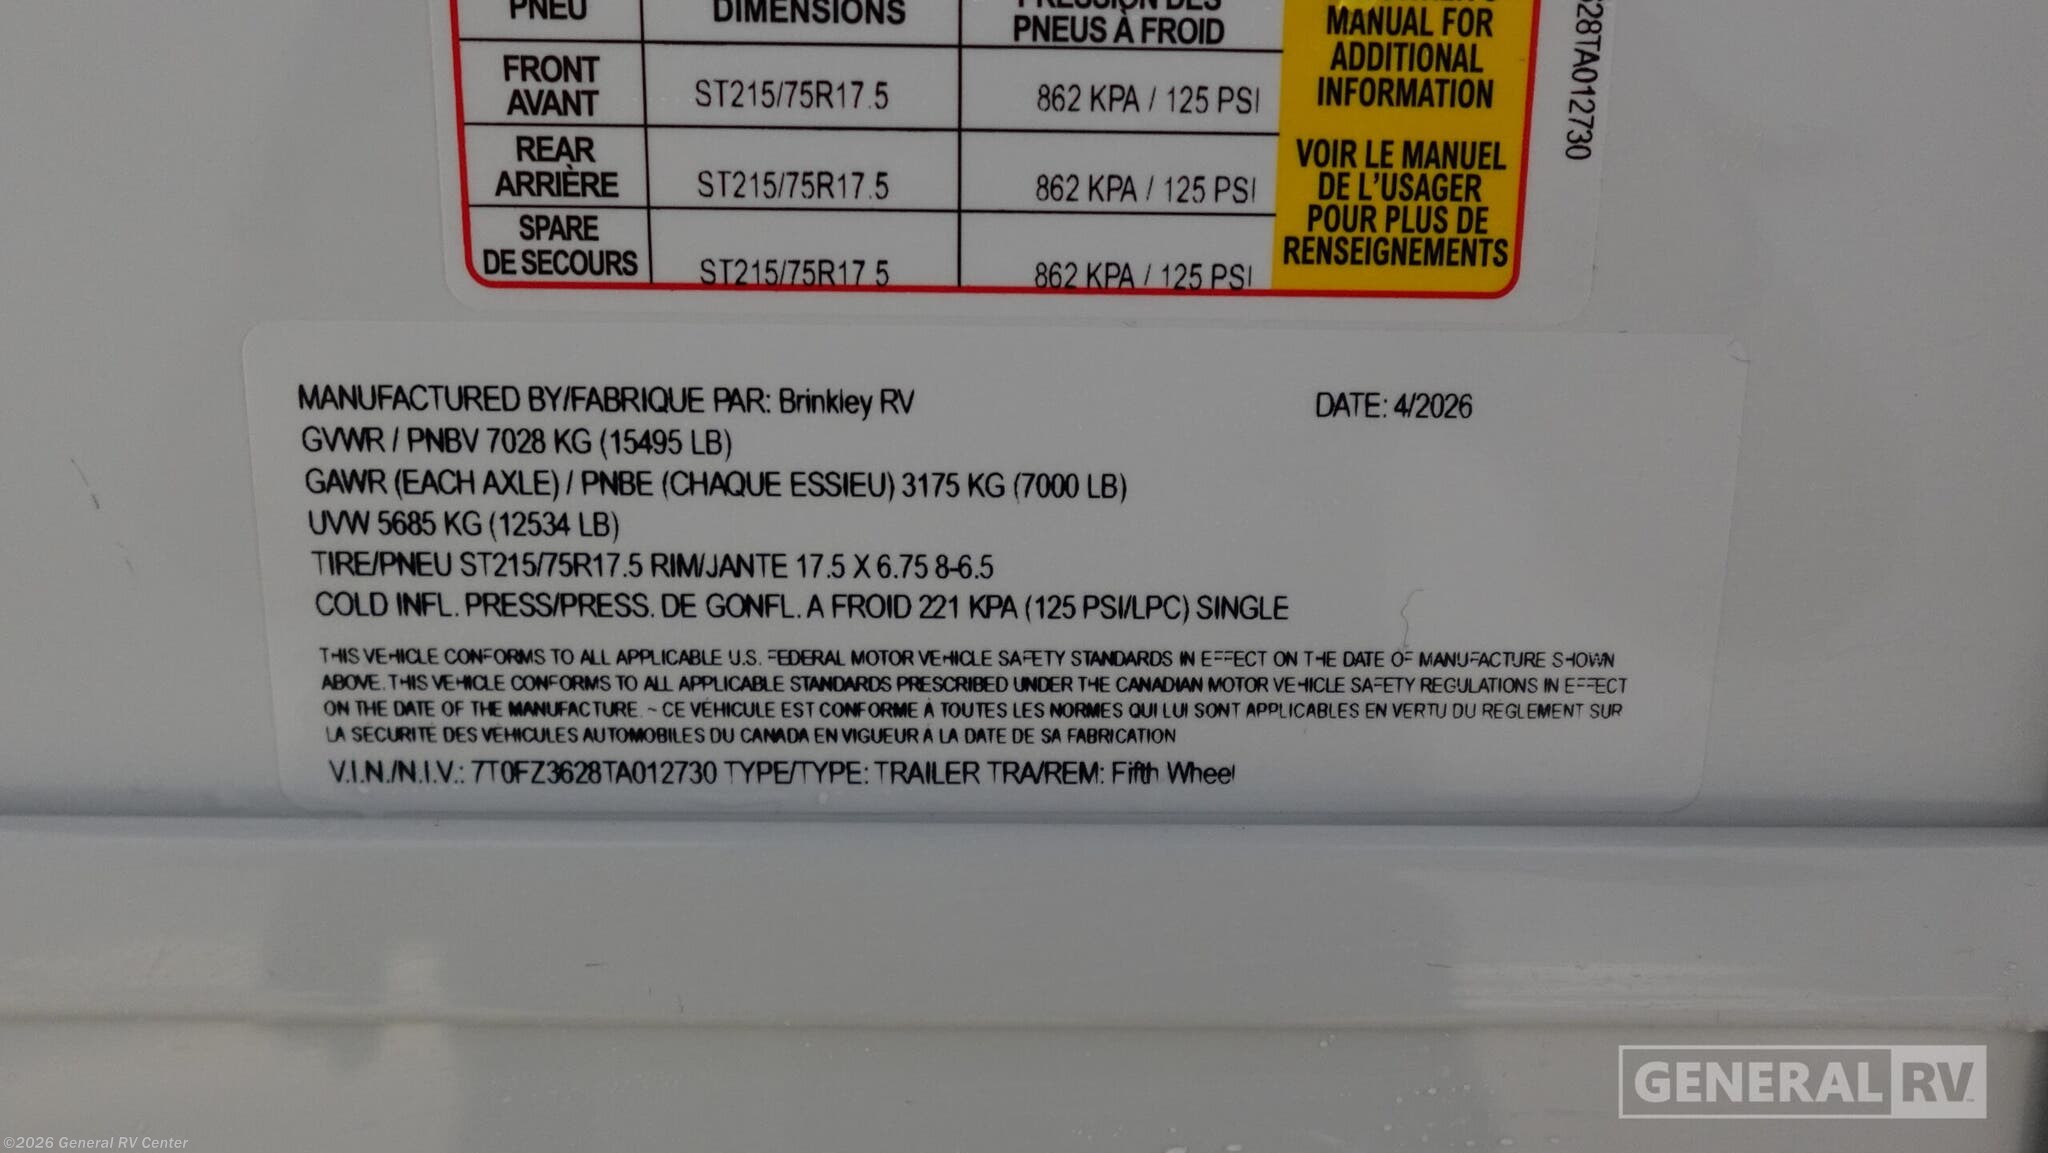 PNEU DIMENSIONS PRESSION DES
PNEUS À FROID
FRONT
AVANT ST215/75R17.5 862 KPA / 125 PSI
REAR
ARRIÈRE ST215/75R17.5 862 KPA / 125 PSI
SPARE
DE SECOURS ST215/75R17.5 862 KPA / 125 PSI
MANUAL FOR
ADDITIONAL
INFORMATION
VOIR LE MANUEL
DE L'USAGER
POUR PLUS DE
RENSEIGNEMENTS
628TA012730
MANUFACTURED BY/FABRIQUE PAR: Brinkley RV DATE: 4/2026
GVWR / PNBV 7028 KG (15495 LB)
GAWR (EACH AXLE) / PNBE (CHAQUE ESSIEU) 3175 KG (7000 LB)
UVW 5685 KG (12534 LB)
TIRE/PNEU ST215/75R17.5 RIM/JANTE 17.5 X 6.75 8-6.5
COLD INFL. PRESS/PRESS. DE GONFL. A FROID 221 KPA (125 PSI/LPC) SINGLE
THIS VEHICLE CONFORMS TO ALL APPLICABLE U.S. FEDERAL MOTOR VEHICLE SAFETY STANDARDS IN EFFECT ON THE DATE OF MANUFACTURE SHOWN
ABOVE. THIS VEHICLE CONFORMS TO ALL APPLICABLE STANDARDS PRESCRIBED UNDER THE CANADIAN MOTOR VEHICLE SAFETY REGULATIONS IN EFFECT
ON THE DATE OF THE MANUFACTURE. ~ CE VÉHICULE EST CONFORME À TOUTES LES NORMES QUI LUI SONT APPLICABLES EN VERTU DU RÈGLEMENT SUR
LA SÉCURITÉ DES VÉHICULES AUTOMOBILES DU CANADA EN VIGUEUR À LA DATE DE SA FABRICATION
V.I.N./N.I.V.: 7T0FZ3628TA012730 TYPE/TYPE: TRAILER TRA/REM: Fifth Wheel
GENERAL RV
©2026 General RV Center